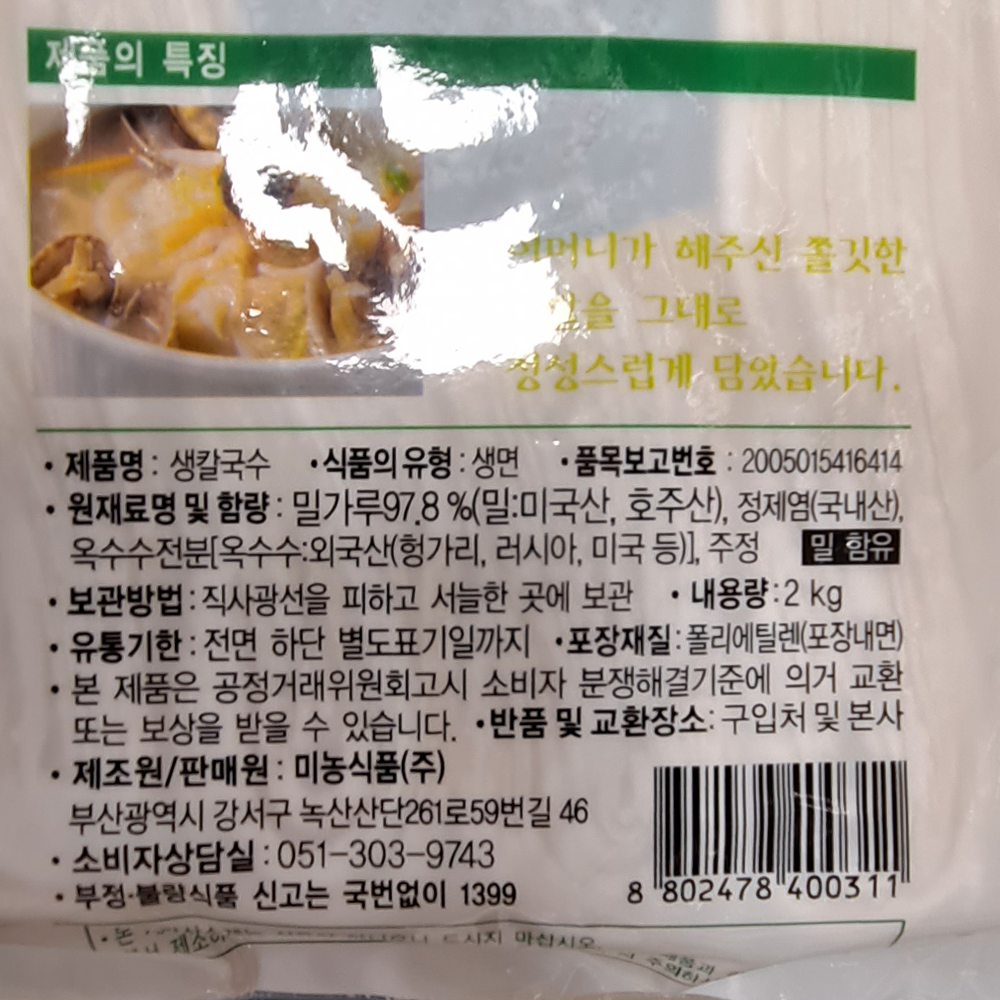 제품의 특징
어머니가 해주신 쫄깃한
을 그대로
정성스럽게 담았습니다.
• 제품명 : 생칼국수 • 식품의 유형 : 생면 • 품목보고번호 : 2005015416414
• 원재료명 및 함량 : 밀가루97.8 %(밀:미국산, 호주산), 정제염(국내산),
옥수수전분[옥수수:외국산(헝가리, 러시아, 미국 등)], 주정 밀 함유
• 보관방법 : 직사광선을 피하고 서늘한 곳에 보관 • 내용량 : 2 kg
• 유통기한 : 전면 하단 별도표기일까지 • 포장재질 : 폴리에틸렌(포장내면)
• 본 제품은 공정거래위원회고시 소비자 분쟁해결기준에 의거 교환
또는 보상을 받을 수 있습니다. • 반품 및 교환장소 : 구입처 및 본사
• 제조원/판매원 : 미농식품(주)
부산광역시 강서구 녹산산단261로59번길 46
• 소비자상담실 : 051-303-9743
• 부정·불량식품 신고는 국번없이 1399
8 802478 400311
마십시오